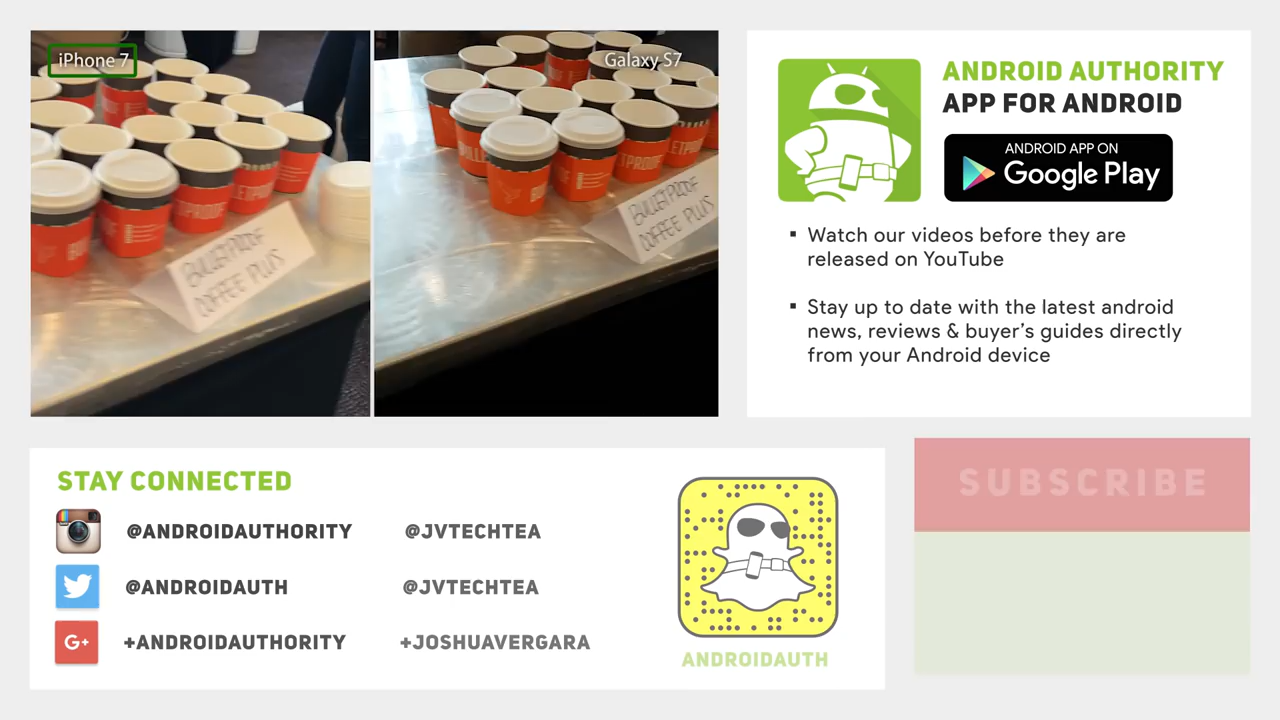 iPhone 7
Galaxy S7
BULLETPROOF
COFFEE PLUS
BULLETPROOF
COFFEE PLUS
ANDROID AUTHORITY
APP FOR ANDROID
ANDROID APP ON
Google Play
▪ Watch our videos before they are
released on YouTube
▪ Stay up to date with the latest android
news, reviews & buyer's guides directly
from your Android device
STAY CONNECTED
@ANDROIDAUTHORITY @JVTECHTEA
@ANDROIDAUTH @JVTECHTEA
G+ +ANDROIDAUTHORITY +JOSHUAVERGARA
ANDROIDAUTH
SUBSCRIBE